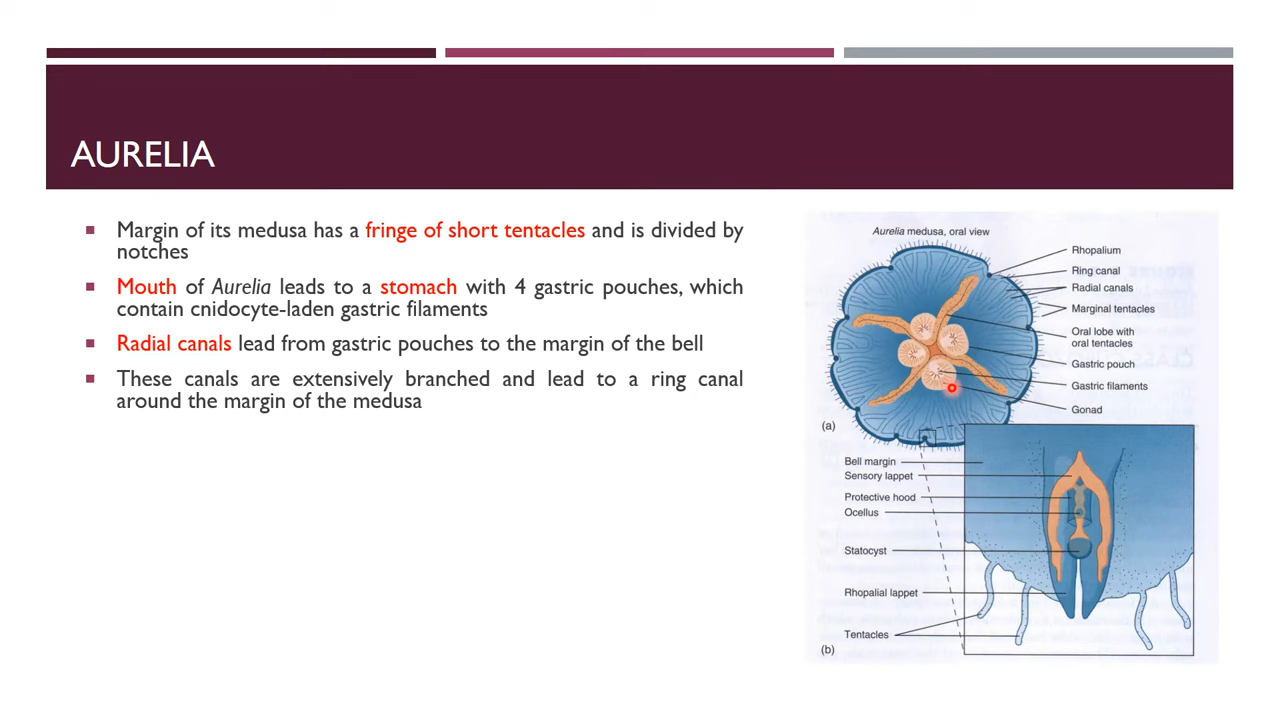 AURELIA
Margin of its medusa has a fringe of short tentacles and is divided by
notches
Mouth of Aurelia leads to a stomach with 4 gastric pouches, which
contain cnidocyte-laden gastric filaments
Radial canals lead from gastric pouches to the margin of the bell
These canals are extensively branched and lead to a ring canal
around the margin of the medusa
Aurelia medusa, oral view
Rhopalium
Ring canal
Radial canals
Marginal tentacles
Oral lobe with
oral tentacles
Gastric pouch
Gastric filaments
Gonad
(a)
Bell margin
Sensory lappet
Protective hood
Ocellus
Statocyst
Rhopalial lappet
Tentacles
(b)